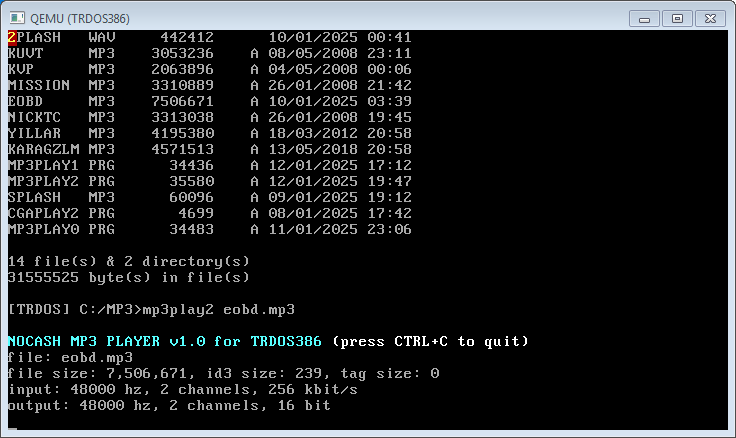 QEMU (TRDOS386)
ZPLASH WAV 442412 10/01/2025 00:41
KUVT MP3 3053236 A 08/05/2008 23:11
KVP MP3 2063896 A 04/05/2008 00:06
MISSION MP3 3310889 A 26/01/2008 21:42
EOBD MP3 7506671 A 10/01/2025 03:39
NICKTC MP3 3313038 A 26/01/2008 19:45
YILLAR MP3 4195380 A 18/03/2012 20:58
KARAGZLM MP3 4571513 A 13/05/2018 20:58
MP3PLAY1 PRG 34436 A 12/01/2025 17:12
MP3PLAY2 PRG 35580 A 12/01/2025 19:47
SPLASH MP3 60096 A 09/01/2025 19:12
CGAPLAY2 PRG 4699 A 08/01/2025 17:42
MP3PLAY0 PRG 34483 A 11/01/2025 23:06
14 file(s) & 2 directory(s)
31555525 byte(s) in file(s)
[TRDOS] C:/MP3>mp3play2 eobd.mp3
NOCASH MP3 PLAYER v1.0 for TRDOS386 (press CTRL+C to quit)
file: eobd.mp3
file size: 7,506,671, id3 size: 239, tag size: 0
input: 48000 hz, 2 channels, 256 kbit/s
output: 48000 hz, 2 channels, 16 bit